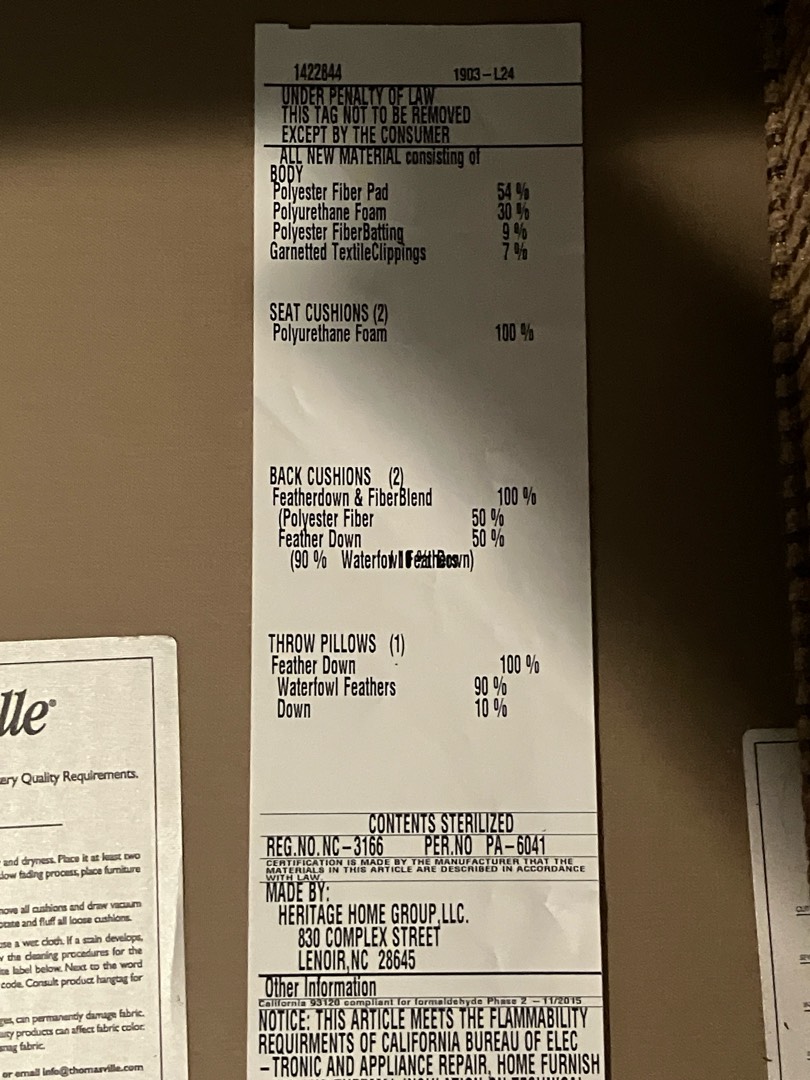 1422844 1903-L24
UNDER PENALTY OF LAW
THIS TAG NOT TO BE REMOVED
EXCEPT BY THE CONSUMER
ALL NEW MATERIAL consisting of
BODY
Polyester Fiber Pad 54 %
Polyurethane Foam 30 %
Polyester FiberBatting 9 %
Garnetted TextileClippings 7 %
SEAT CUSHIONS (2)
Polyurethane Foam 100 %
BACK CUSHIONS (2)
Featherdown & FiberBlend 100 %
(Polyester Fiber 50 %
Feather Down 50 %
(90 % Waterfowl
THROW PILLOWS (1)
Feather Down 100 %
Waterfowl Feathers 90 %
Down 10 %
CONTENTS STERILIZED
REG.NO.NC-3166 PER.NO PA-6041
CERTIFICATION IS MADE BY THE MANUFACTURER THAT THE
MATERIALS IN THIS ARTICLE ARE DESCRIBED IN ACCORDANCE
WITH LAW.
MADE BY:
HERITAGE HOME GROUP,LLC.
830 COMPLEX STREET
LENOIR,NC 28645
Other Information
California 93120 compliant for formaldehyde Phase 2 - 11/2015
NOTICE: THIS ARTICLE MEETS THE FLAMMABILITY
REQUIRMENTS OF CALIFORNIA BUREAU OF ELEC
-TRONIC AND APPLIANCE REPAIR, HOME FURNISH
lle®
ery Quality Requirements.
and dryness. Place it at least two
low fading process, place furniture
move all cushions and draw vacuum
otate and fluff all loose cushions.
use a wet cloth. If a stain develops,
the cleaning procedures for the
label below. Next to the word
code. Consult product hangtag for
ges, can permanently damage fabric.
uty products can affect fabric color.
snag fabric.
or email info@thomasville.com